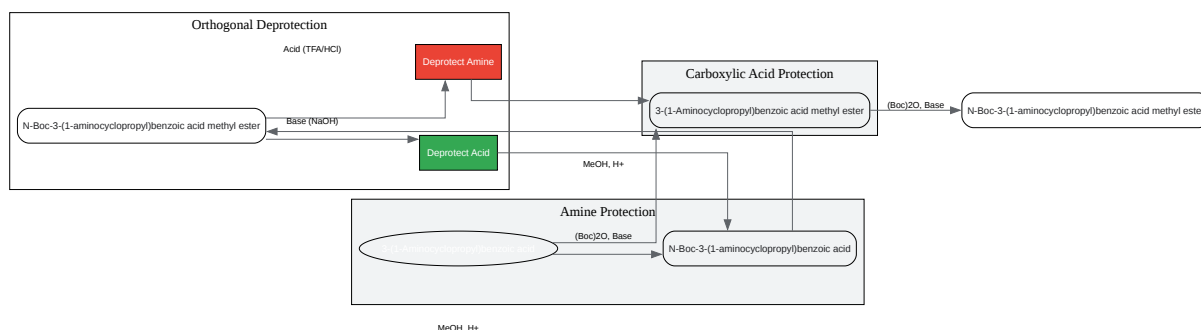 Orthogonal Deprotection
Acid (TFA/HCl)
Deprotect Amine
N-Boc-3-(1-aminocyclopropyl)benzoic acid methyl ester
Base (NaOH)
Deprotect Acid
Carboxylic Acid Protection
3-(1-Aminocyclopropyl)benzoic acid methyl ester
(Boc)2O, Base
N-Boc-3-(1-aminocyclopropyl)benzoic acid methyl este
MeOH, H+
Amine Protection
(Boc)2O, Base
N-Boc-3-(1-aminocyclopropyl)benzoic acid
MeOH, H+